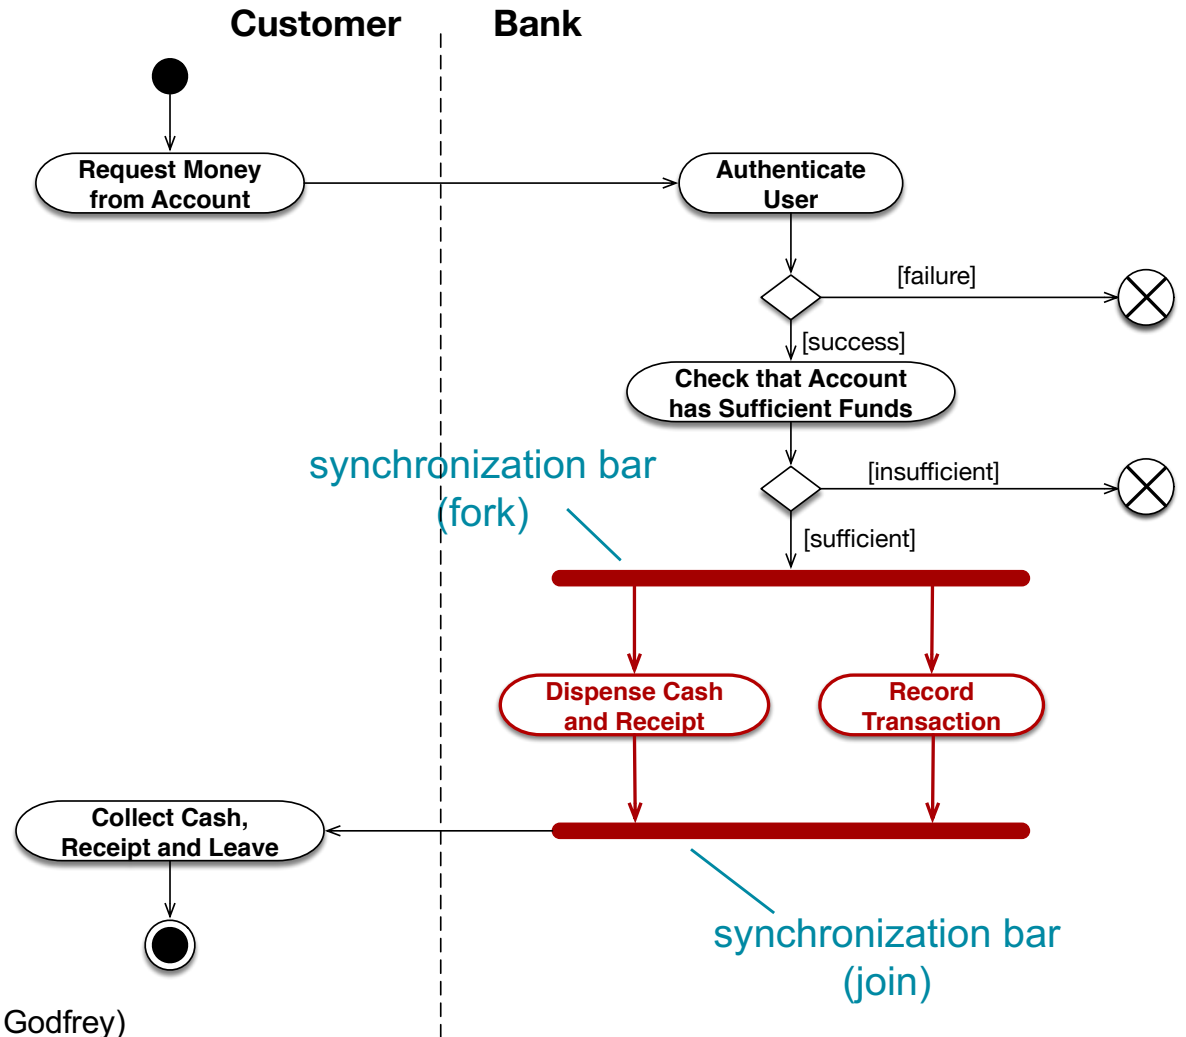 Customer
Bank
Request Money
from Account
Authenticate
User
[failure]
[success]
Check that Account
has Sufficient Funds
synchronization bar
(fork)
[insufficient]
[sufficient]
Dispense Cash
and Receipt
Record
Transaction
Collect Cash,
Receipt and Leave
synchronization bar
(join)
Godfrey)